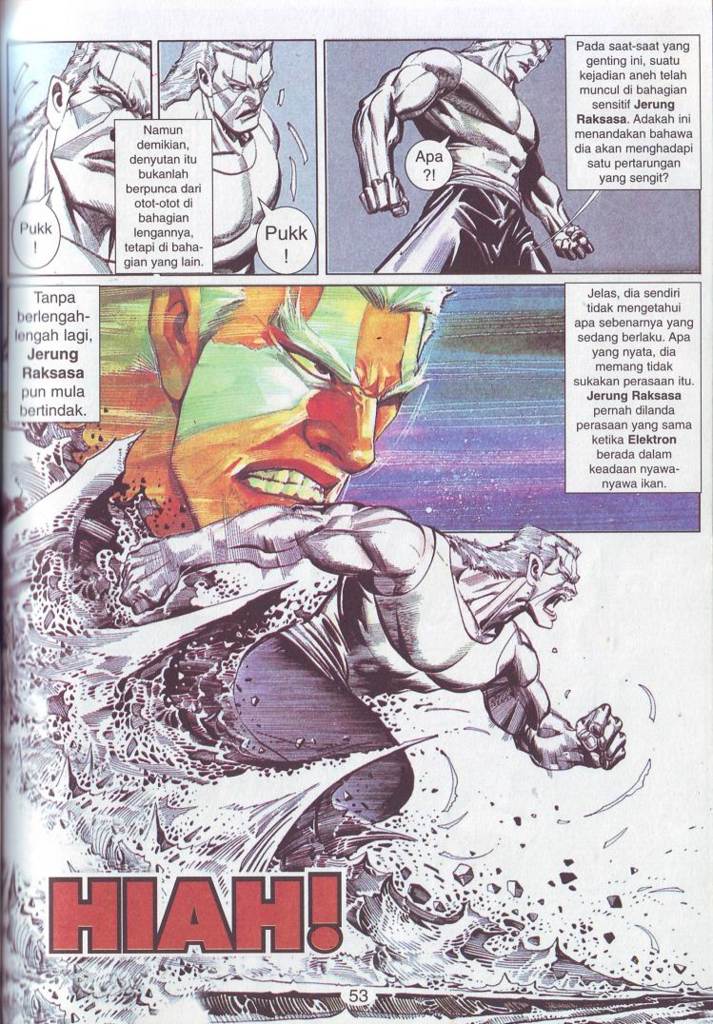 Pukk
!
Namun
demikian,
denyutan itu
bukanlah
berpunca dari
otot-otot di
bahagian
lengannya,
tetapi di baha-
gian yang lain.
Pukk
!
Apa
?!
Pada saat-saat yang
genting ini, suatu
kejadian aneh telah
muncul di bahagian
sensitif Jerung
Raksasa. Adakah ini
menandakan bahawa
dia akan menghadapi
satu pertarungan
yang sengit?
Tanpa
berlengah-
lengah lagi,
Jerung
Raksasa
pun mula
bertindak.
Jelas, dia sendiri
tidak mengetahui
apa sebenarnya yang
sedang berlaku. Apa
yang nyata, dia
memang tidak
sukakan perasaan itu.
Jerung Raksasa
pernah dilanda
perasaan yang sama
ketika Elektron
berada dalam
keadaan nyawa-
nyawa ikan.
HIAH!
53